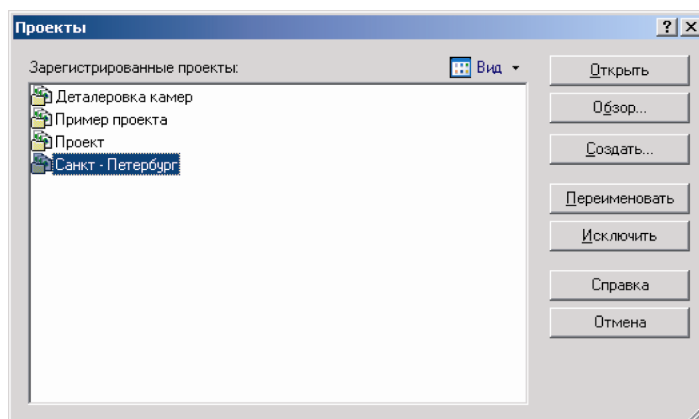 Проекты
Зарегистрированные проекты:
Вид
Деталеровка камер
Пример проекта
Проект
Санкт - Петербург
Открыть
Обзор...
Создать...
Переименовать
Исключить
Справка
Отмена